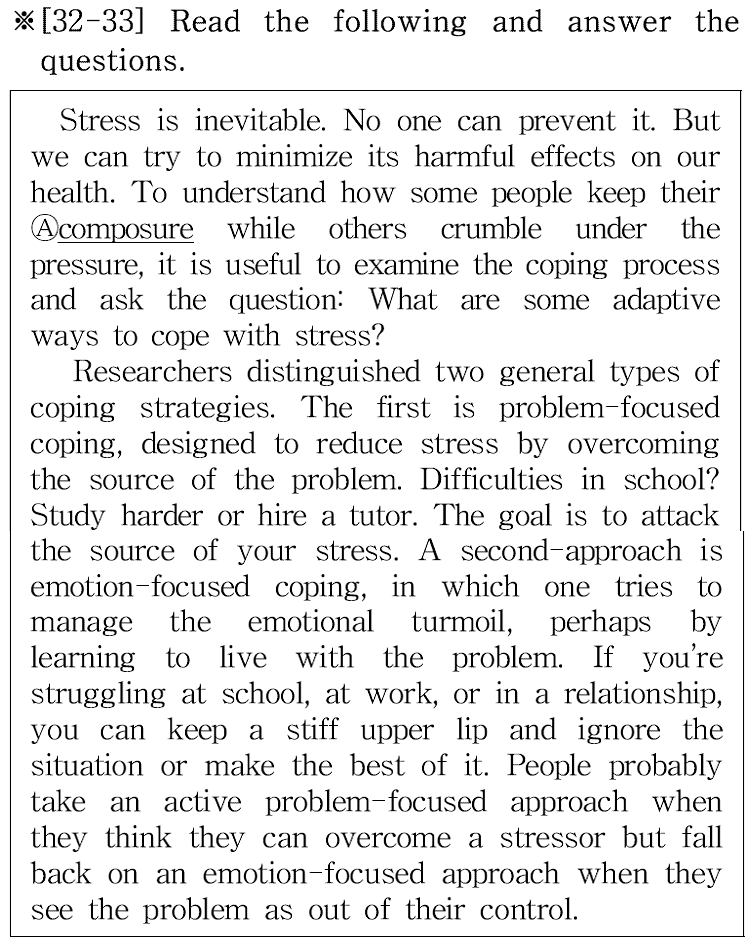 ※[32-33] Read the following and answer the
questions.
Stress is inevitable. No one can prevent it. But
we can try to minimize its harmful effects on our
health. To understand how some people keep their
Ⓐcomposure while others crumble under the
pressure, it is useful to examine the coping process
and ask the question: What are some adaptive
ways to cope with stress?
Researchers distinguished two general types of
coping strategies. The first is problem-focused
coping, designed to reduce stress by overcoming
the source of the problem. Difficulties in school?
Study harder or hire a tutor. The goal is to attack
the source of your stress. A second-approach is
emotion-focused coping, in which one tries to
manage the emotional turmoil, perhaps by
learning to live with the problem. If you're
struggling at school, at work, or in a relationship,
you can keep a stiff upper lip and ignore the
situation or make the best of it. People probably
take an active problem-focused approach when
they think they can overcome a stressor but fall
back on an emotion-focused approach when they
see the problem as out of their control.